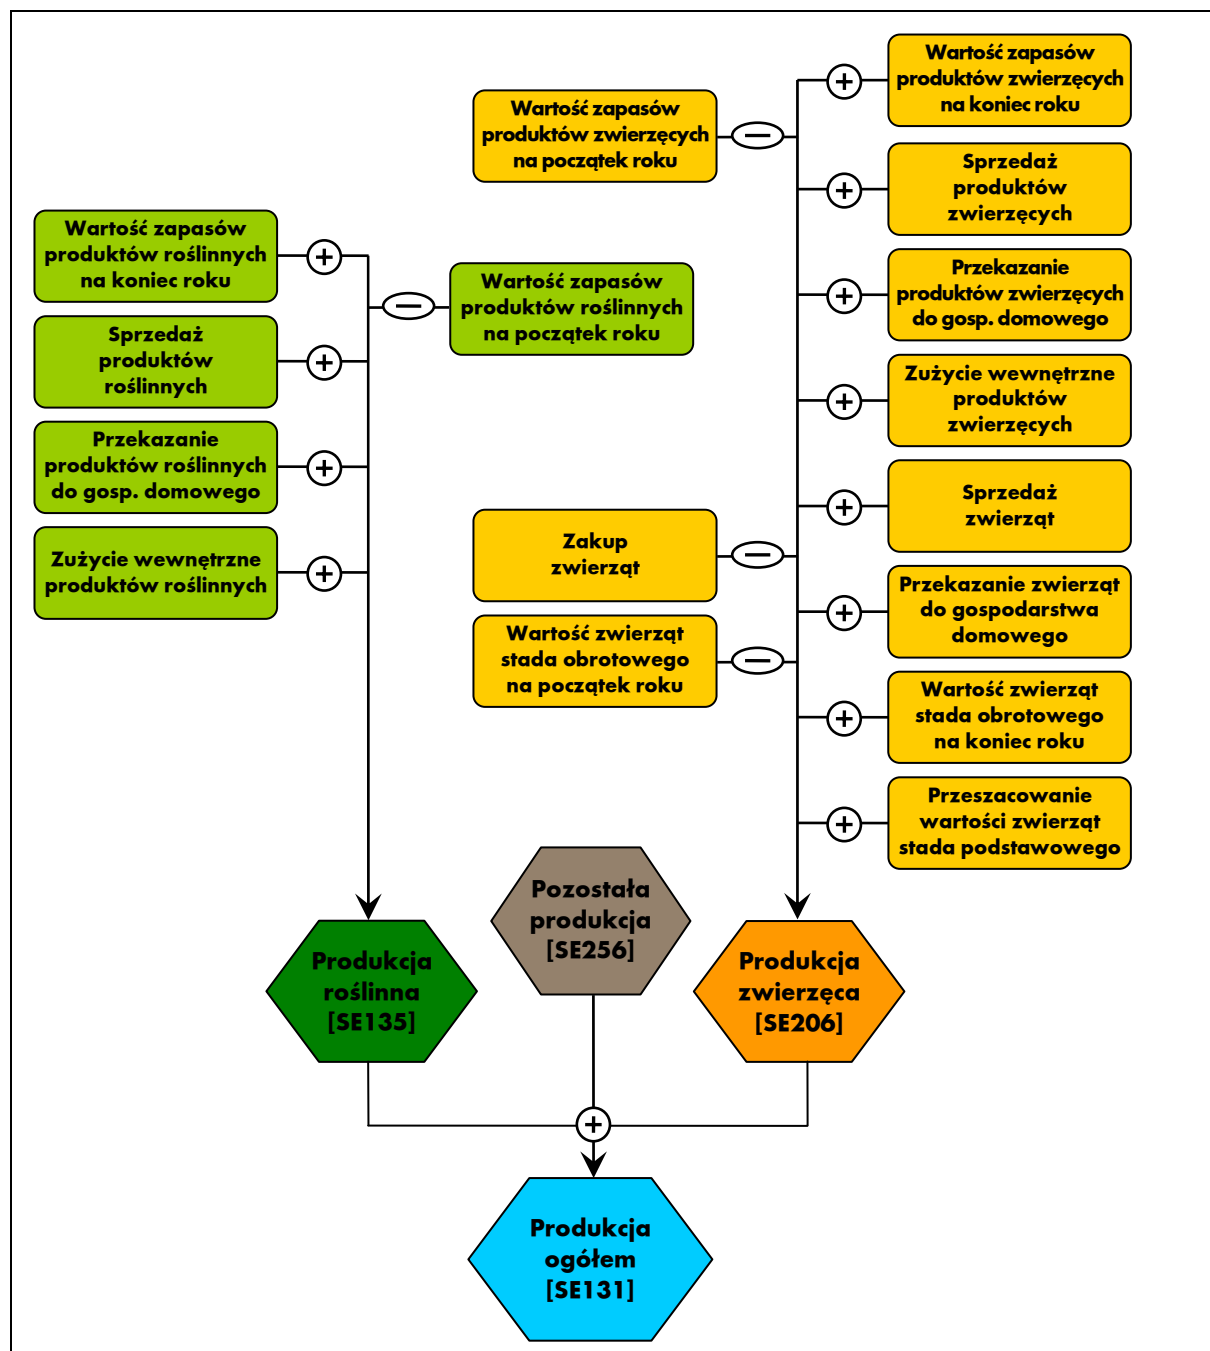 Wartość zapasów
produktów roślinnych
na koniec roku
Sprzedaż
produktów
roślinnych
Przekazanie
produktów roślinnych
do gosp. domowego
Zużycie wewnętrzne
produktów roślinnych
+
+
+
+
−
Wartość zapasów
produktów roślinnych
na początek roku
Wartość zapasów
produktów zwierzęcych
na początek roku
−
Zakup
zwierząt
−
Wartość zwierząt
stada obrotowego
na początek roku
−
+
Wartość zapasów
produktów zwierzęcych
na koniec roku
+
Sprzedaż
produktów
zwierzęcych
+
Przekazanie
produktów zwierzęcych
do gosp. domowego
+
Zużycie wewnętrzne
produktów
zwierzęcych
+
Sprzedaż
zwierząt
+
Przekazanie zwierząt
do gospodarstwa
domowego
+
Wartość zwierząt
stada obrotowego
na koniec roku
+
Przeszacowanie
wartości zwierząt
stada podstawowego
Produkcja
roślinna
[SE135]
Pozostała
produkcja
[SE256]
Produkcja
zwierzęca
[SE206]
+
Produkcja
ogółem
[SE131]